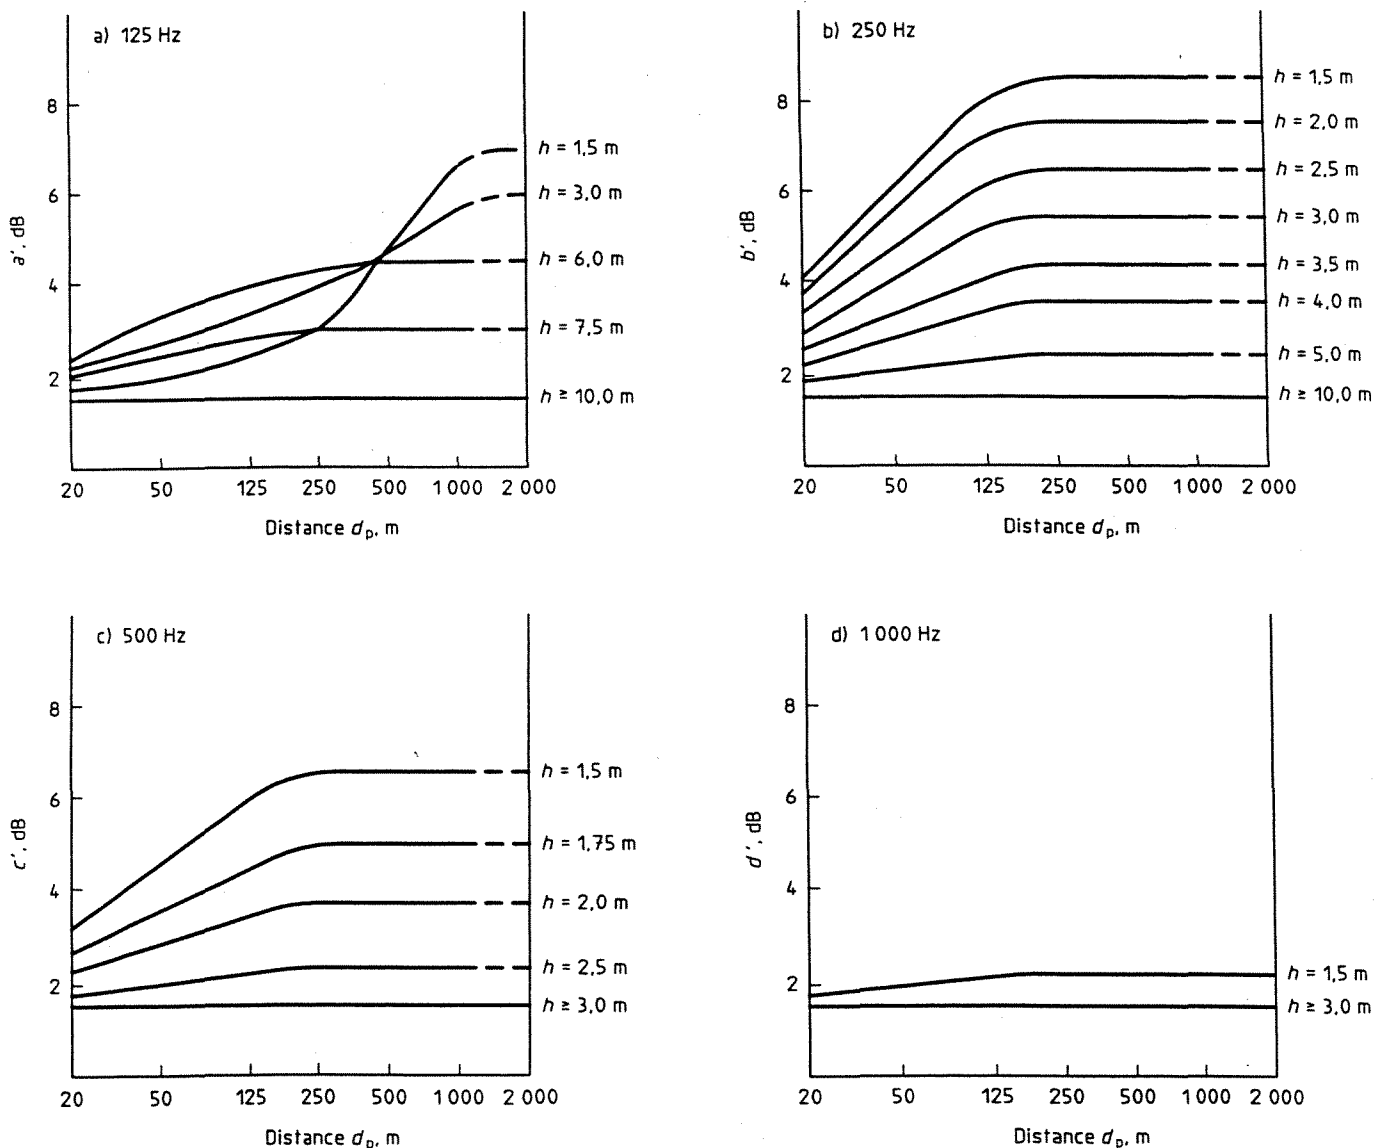 a) 125 Hz
8
6
4
2
a', dB
h = 1,5 m
h = 3,0 m
h = 6,0 m
h = 7,5 m
h ≥ 10,0 m
20 50 125 250 500 1 000 2 000
Distance dp, m
b) 250 Hz
8
6
4
2
b', dB
h = 1,5 m
h = 2,0 m
h = 2,5 m
h = 3,0 m
h = 3,5 m
h = 4,0 m
h = 5,0 m
h ≥ 10,0 m
20 50 125 250 500 1 000 2 000
Distance dp, m
c) 500 Hz
8
6
4
2
c', dB
h = 1,5 m
h = 1,75 m
h = 2,0 m
h = 2,5 m
h ≥ 3,0 m
20 50 125 250 500 1 000 2 000
Distance dp, m
d) 1 000 Hz
8
6
4
2
d', dB
h = 1,5 m
h ≥ 3,0 m
20 50 125 250 500 1 000 2 000
Distance dp, m